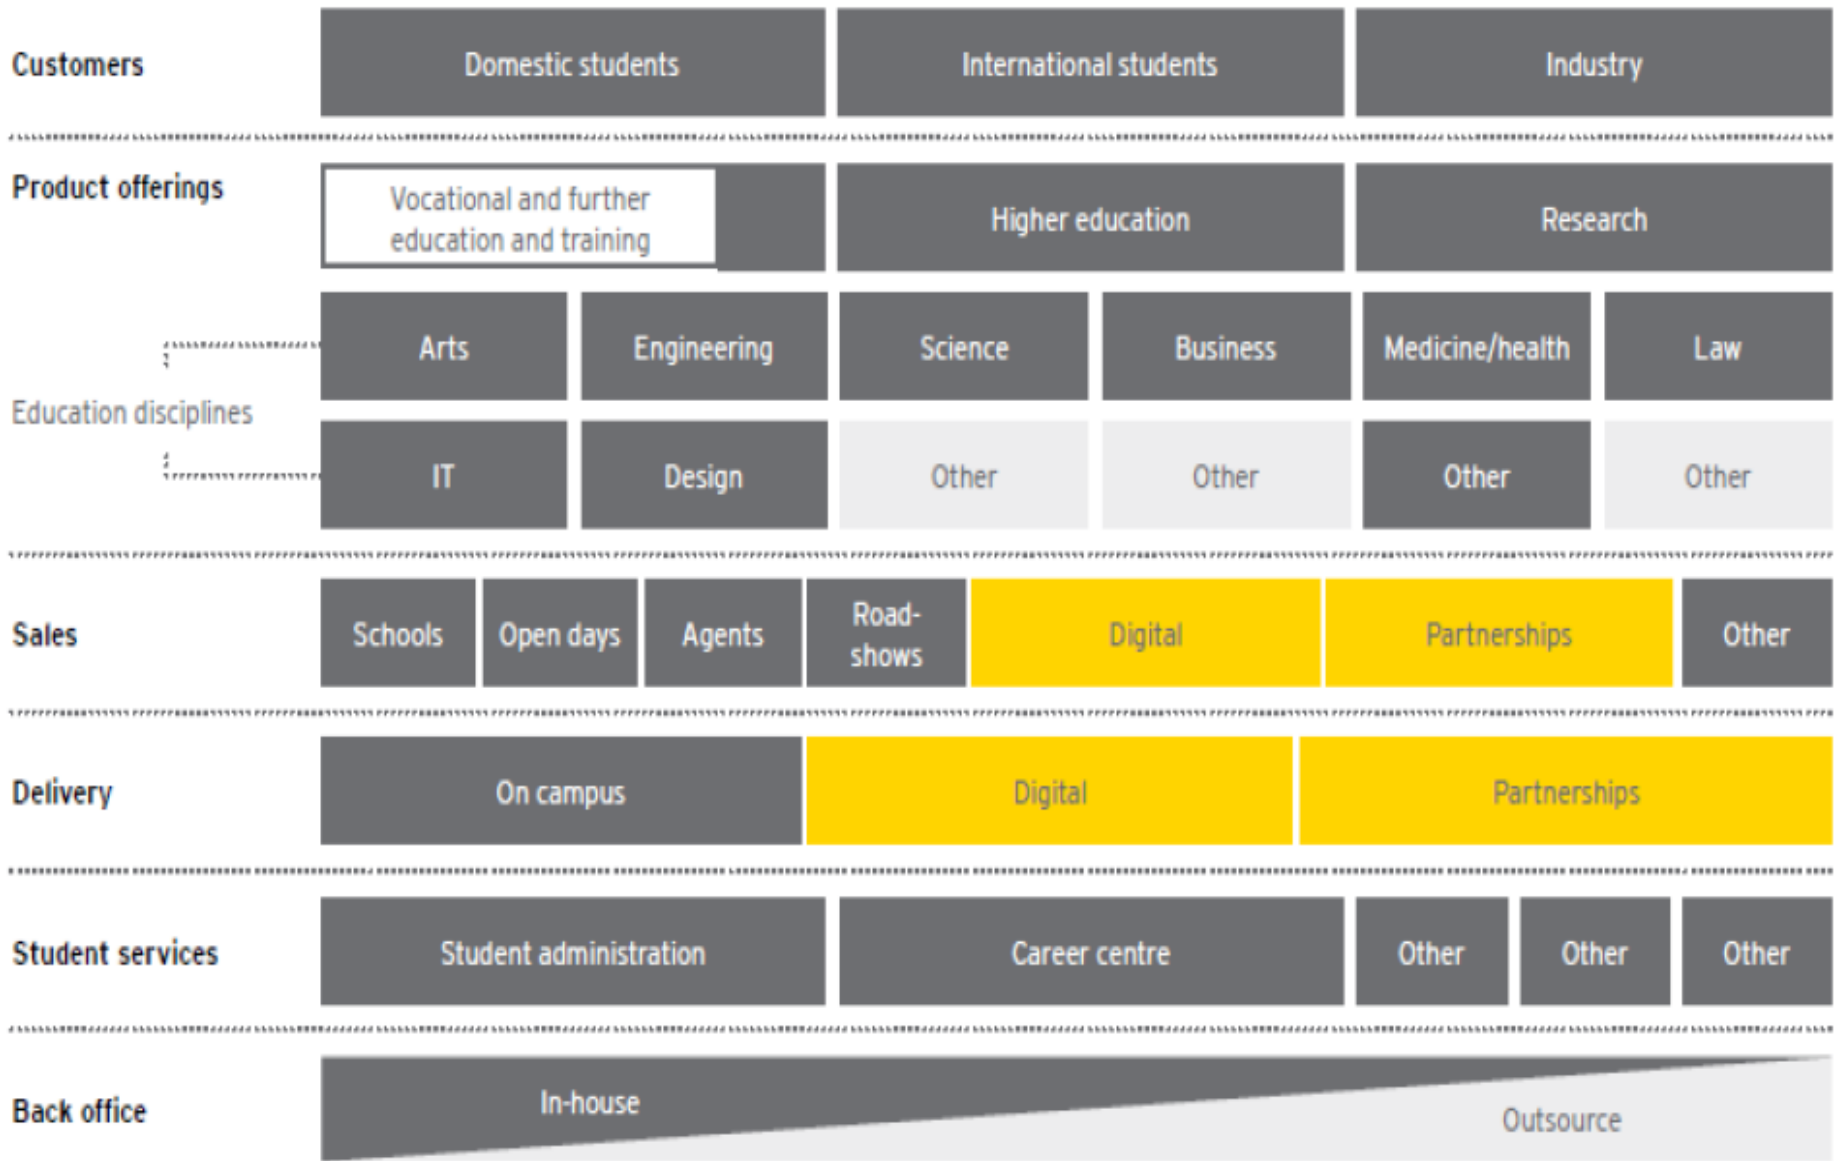 Customers
Domestic students
International students
Industry
Product offerings
Vocational and further
education and training
Higher education
Research
Education disciplines
Arts
Engineering
Science
Business
Medicine/health
Law
IT
Design
Other
Other
Other
Other
Sales
Schools
Open days
Agents
Road-
shows
Digital
Partnerships
Other
Delivery
On campus
Digital
Partnerships
Student services
Student administration
Career centre
Other
Other
Other
Back office
In-house
Outsource